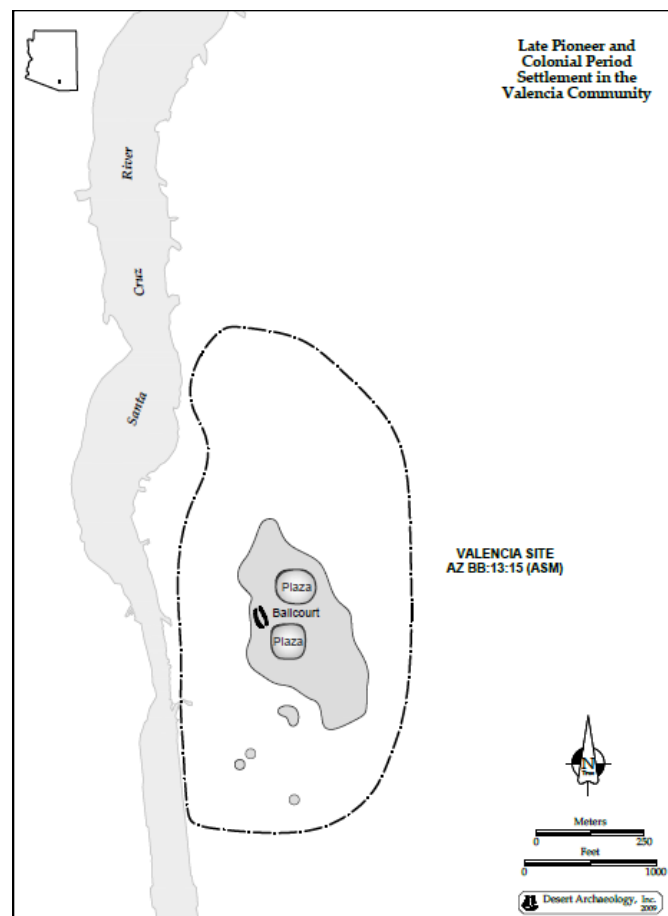 Late Pioneer and
Colonial Period
Settlement in the
Valencia Community
River
Cruz
Santa
VALENCIA SITE
AZ BB:13:15 (ASM)
Plaza
Ballcourt
Plaza
N
True
Meters
0 250
Feet
0 1000
Desert Archaeology, Inc.
2009